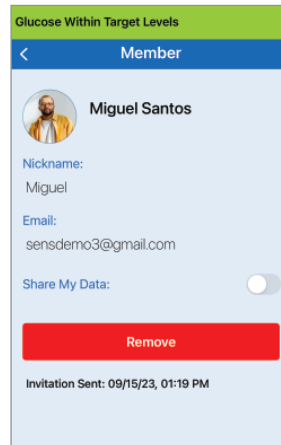 Glucose Within Target Levels
Member
Miguel Santos
Nickname:
Miguel
Email:
sensdemo3@gmail.com
Share My Data:
Remove
Invitation Sent: 09/15/23, 01:19 PM